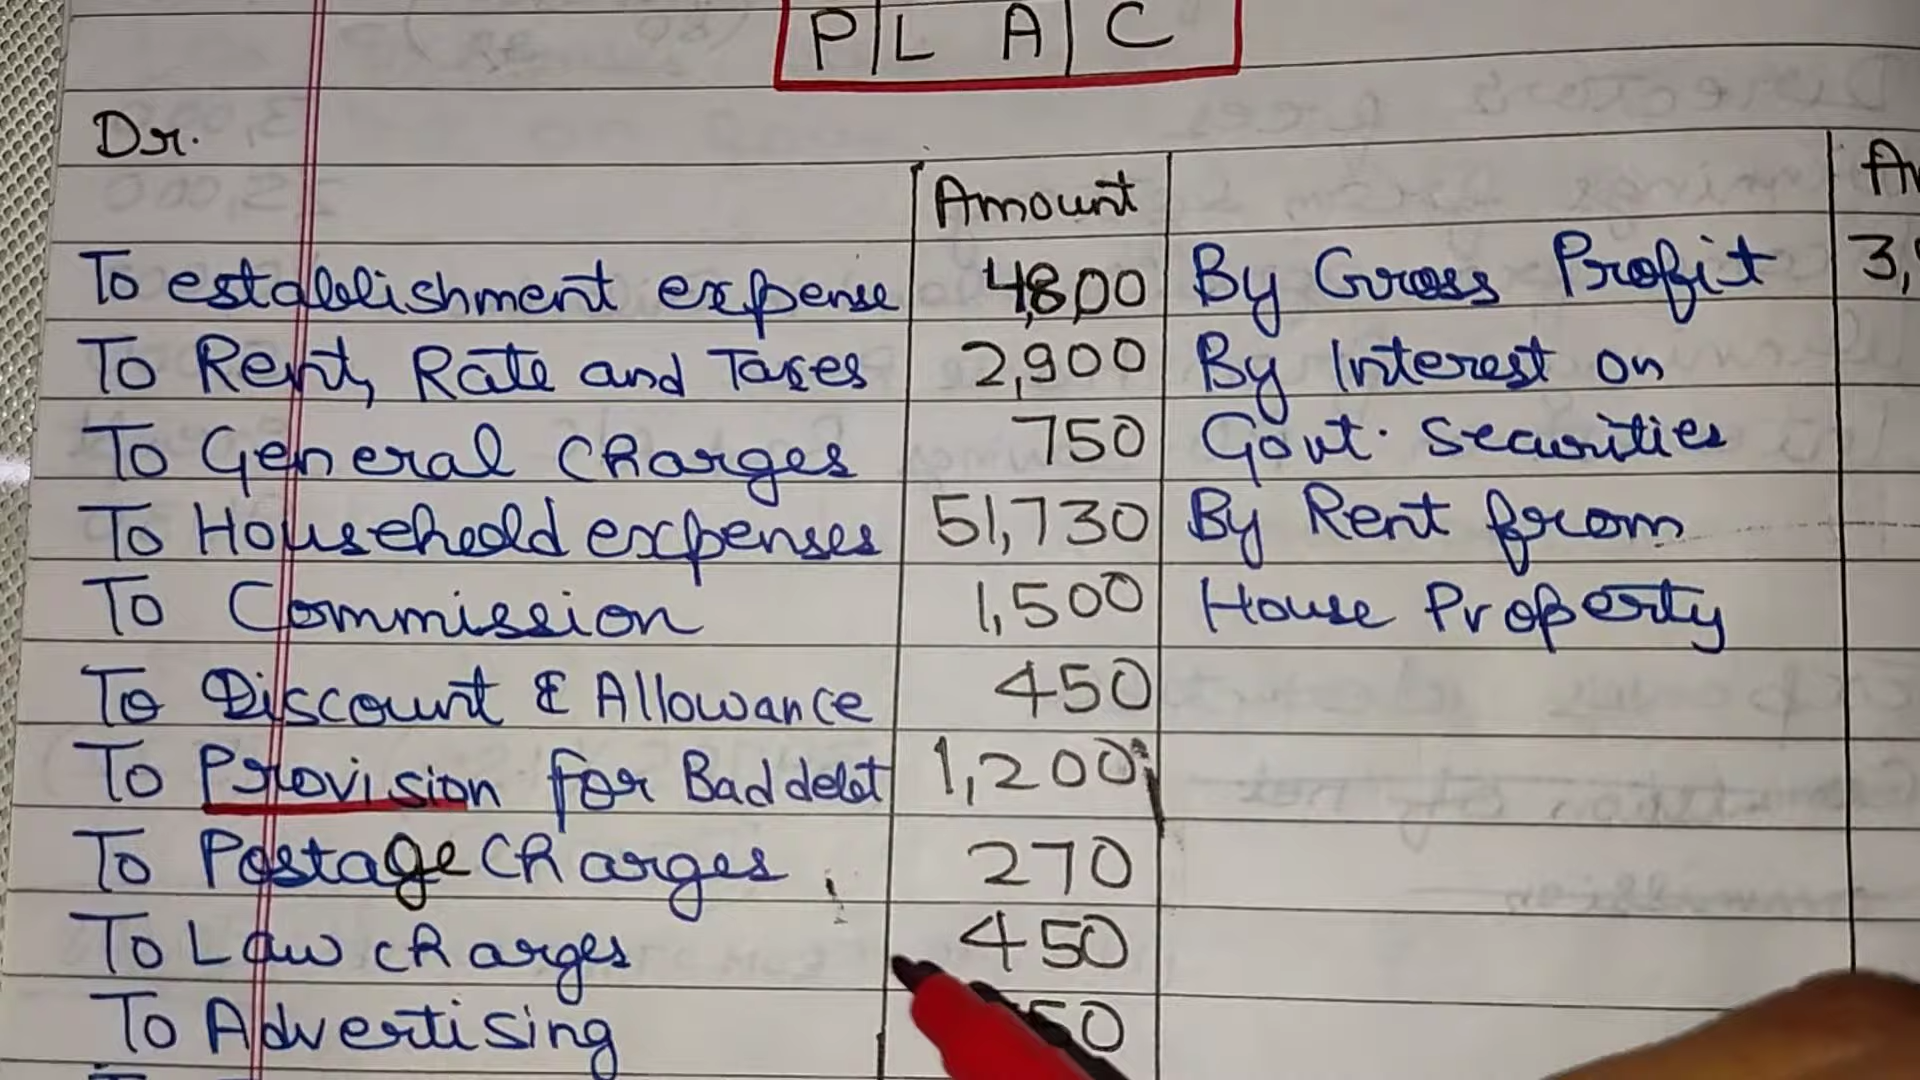 P|L A|C
Dr.
Amount
To establishment expense 4,800 By Gross Profit 3,
To Rent, Rate and Taxes 2,900 By Interest on
To General Charges 750 Govt. Securities
To Household expenses 51,730 By Rent from
To Commission 1,500 House Property
To Discount & Allowance 450
To Provision for Bad debt 1,200
To Postage Charges 270
To Law charges 450
To Advertising